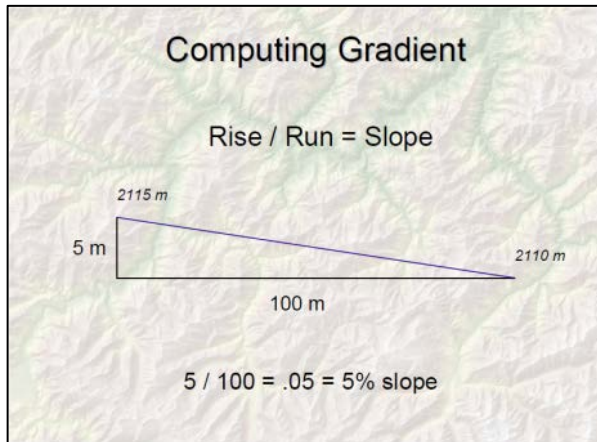 Computing Gradient
Rise / Run = Slope
2115 m
5 m
2110 m
100 m
5 / 100 = .05 = 5% slope